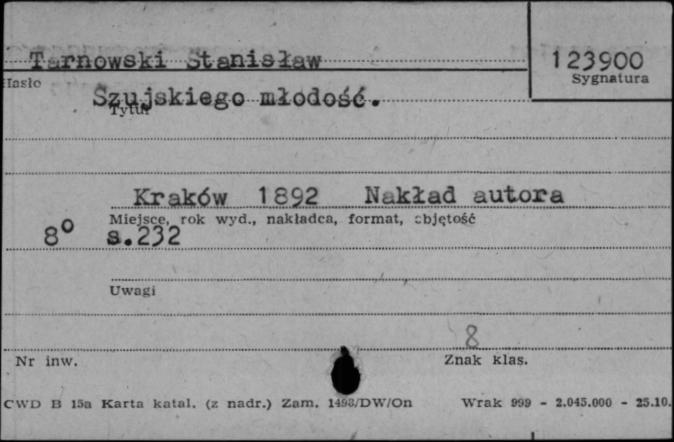 Tarnowski Stanisław
123900
Hasło
Sygnatura
Szujskiego młodość.
Tytuł
Kraków 1892 Nakład autora
Miejsce, rok wyd., nakładca, format, objętość
8° s.232
Uwagi
8
Nr inw.
Znak klas.
CWD B 15a Karta katal. (z nadr.) Zam. 1498/DW/On Wrak 999 - 2.045.000 - 25.10.